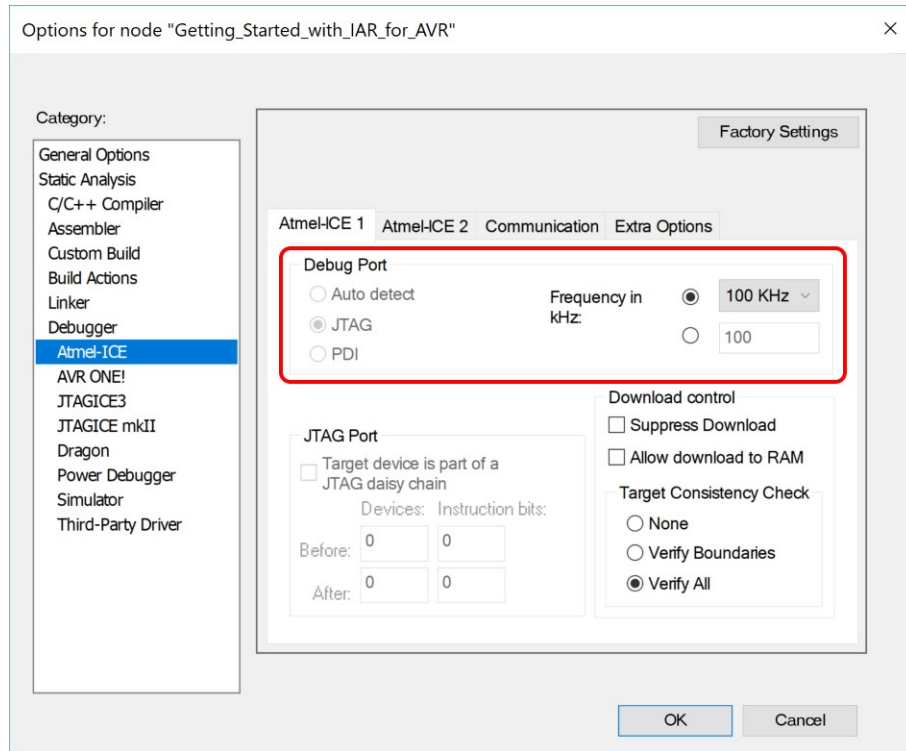 Options for node "Getting_Started_with_IAR_for_AVR"
Category:
General Options
Static Analysis
C/C++ Compiler
Assembler
Custom Build
Build Actions
Linker
Debugger
Atmel-ICE
AVR ONE!
JTAGICE3
JTAGICE mkII
Dragon
Power Debugger
Simulator
Third-Party Driver
Factory Settings
Atmel-ICE 1 Atmel-ICE 2 Communication Extra Options
Debug Port
Auto detect
JTAG
PDI
Frequency in
kHz:
100 KHz
100
JTAG Port
Target device is part of a
JTAG daisy chain
Devices: Instruction bits:
Before: 0 0
After: 0 0
Download control
Suppress Download
Allow download to RAM
Target Consistency Check
None
Verify Boundaries
Verify All
OK Cancel